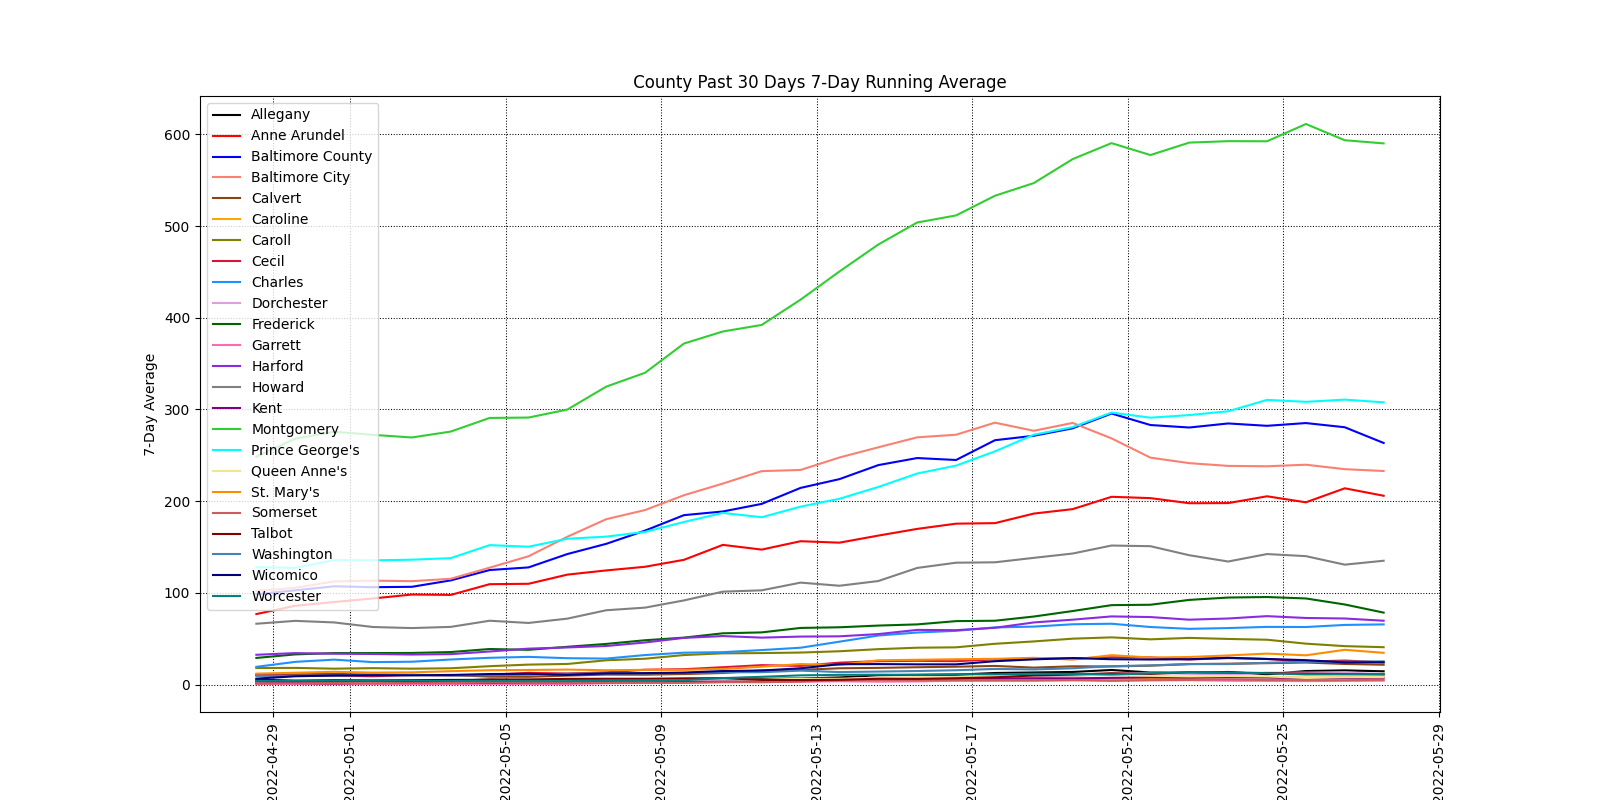 County Past 30 Days 7-Day Running Average
7-Day Average
600
500
400
300
200
100
0
Allegany
Anne Arundel
Baltimore County
Baltimore City
Calvert
Caroline
Caroll
Cecil
Charles
Dorchester
Frederick
Garrett
Harford
Howard
Kent
Montgomery
Prince George's
Queen Anne's
St. Mary's
Somerset
Talbot
Washington
Wicomico
Worcester
2022-04-29
2022-05-01
2022-05-05
2022-05-09
2022-05-13
2022-05-17
2022-05-21
2022-05-25
2022-05-29